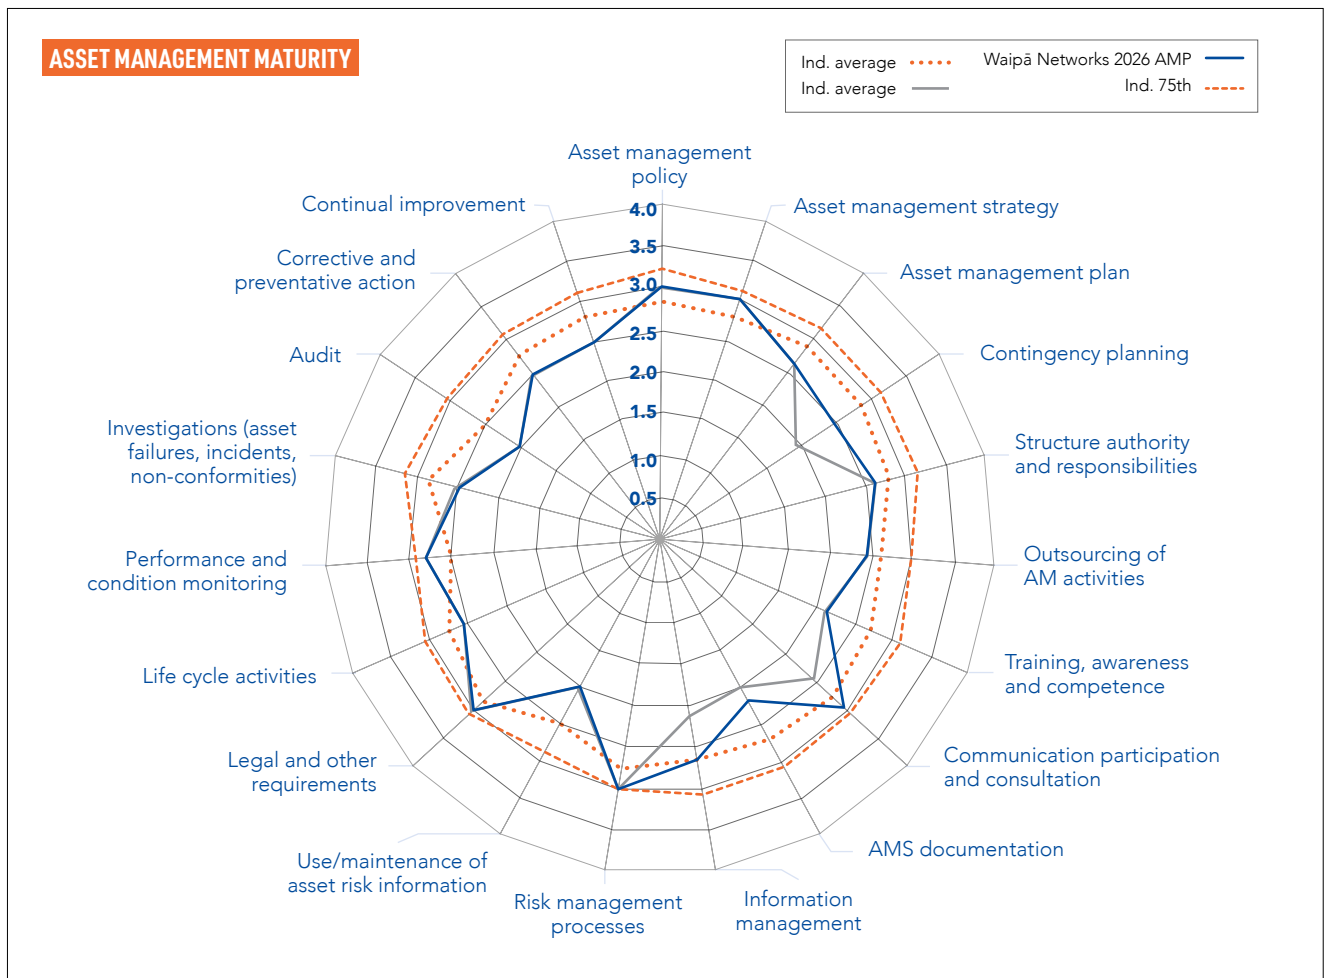 ASSET MANAGEMENT MATURITY
Ind. average
Waipā Networks 2026 AMP
Ind. average
Ind. 75th
Asset management
policy
Asset management strategy
Asset management plan
Contingency planning
Structure authority
and responsibilities
Outsourcing of
AM activities
Training, awareness
and competence
Communication participation
and consultation
AMS documentation
Information
management
Risk management
processes
Use/maintenance of
asset risk information
Legal and other
requirements
Life cycle activities
Performance and
condition monitoring
Investigations (asset
failures, incidents,
non-conformities)
Audit
Corrective and
preventative action
Continual improvement
4.0
3.5
3.0
2.5
2.0
1.5
1.0
0.5